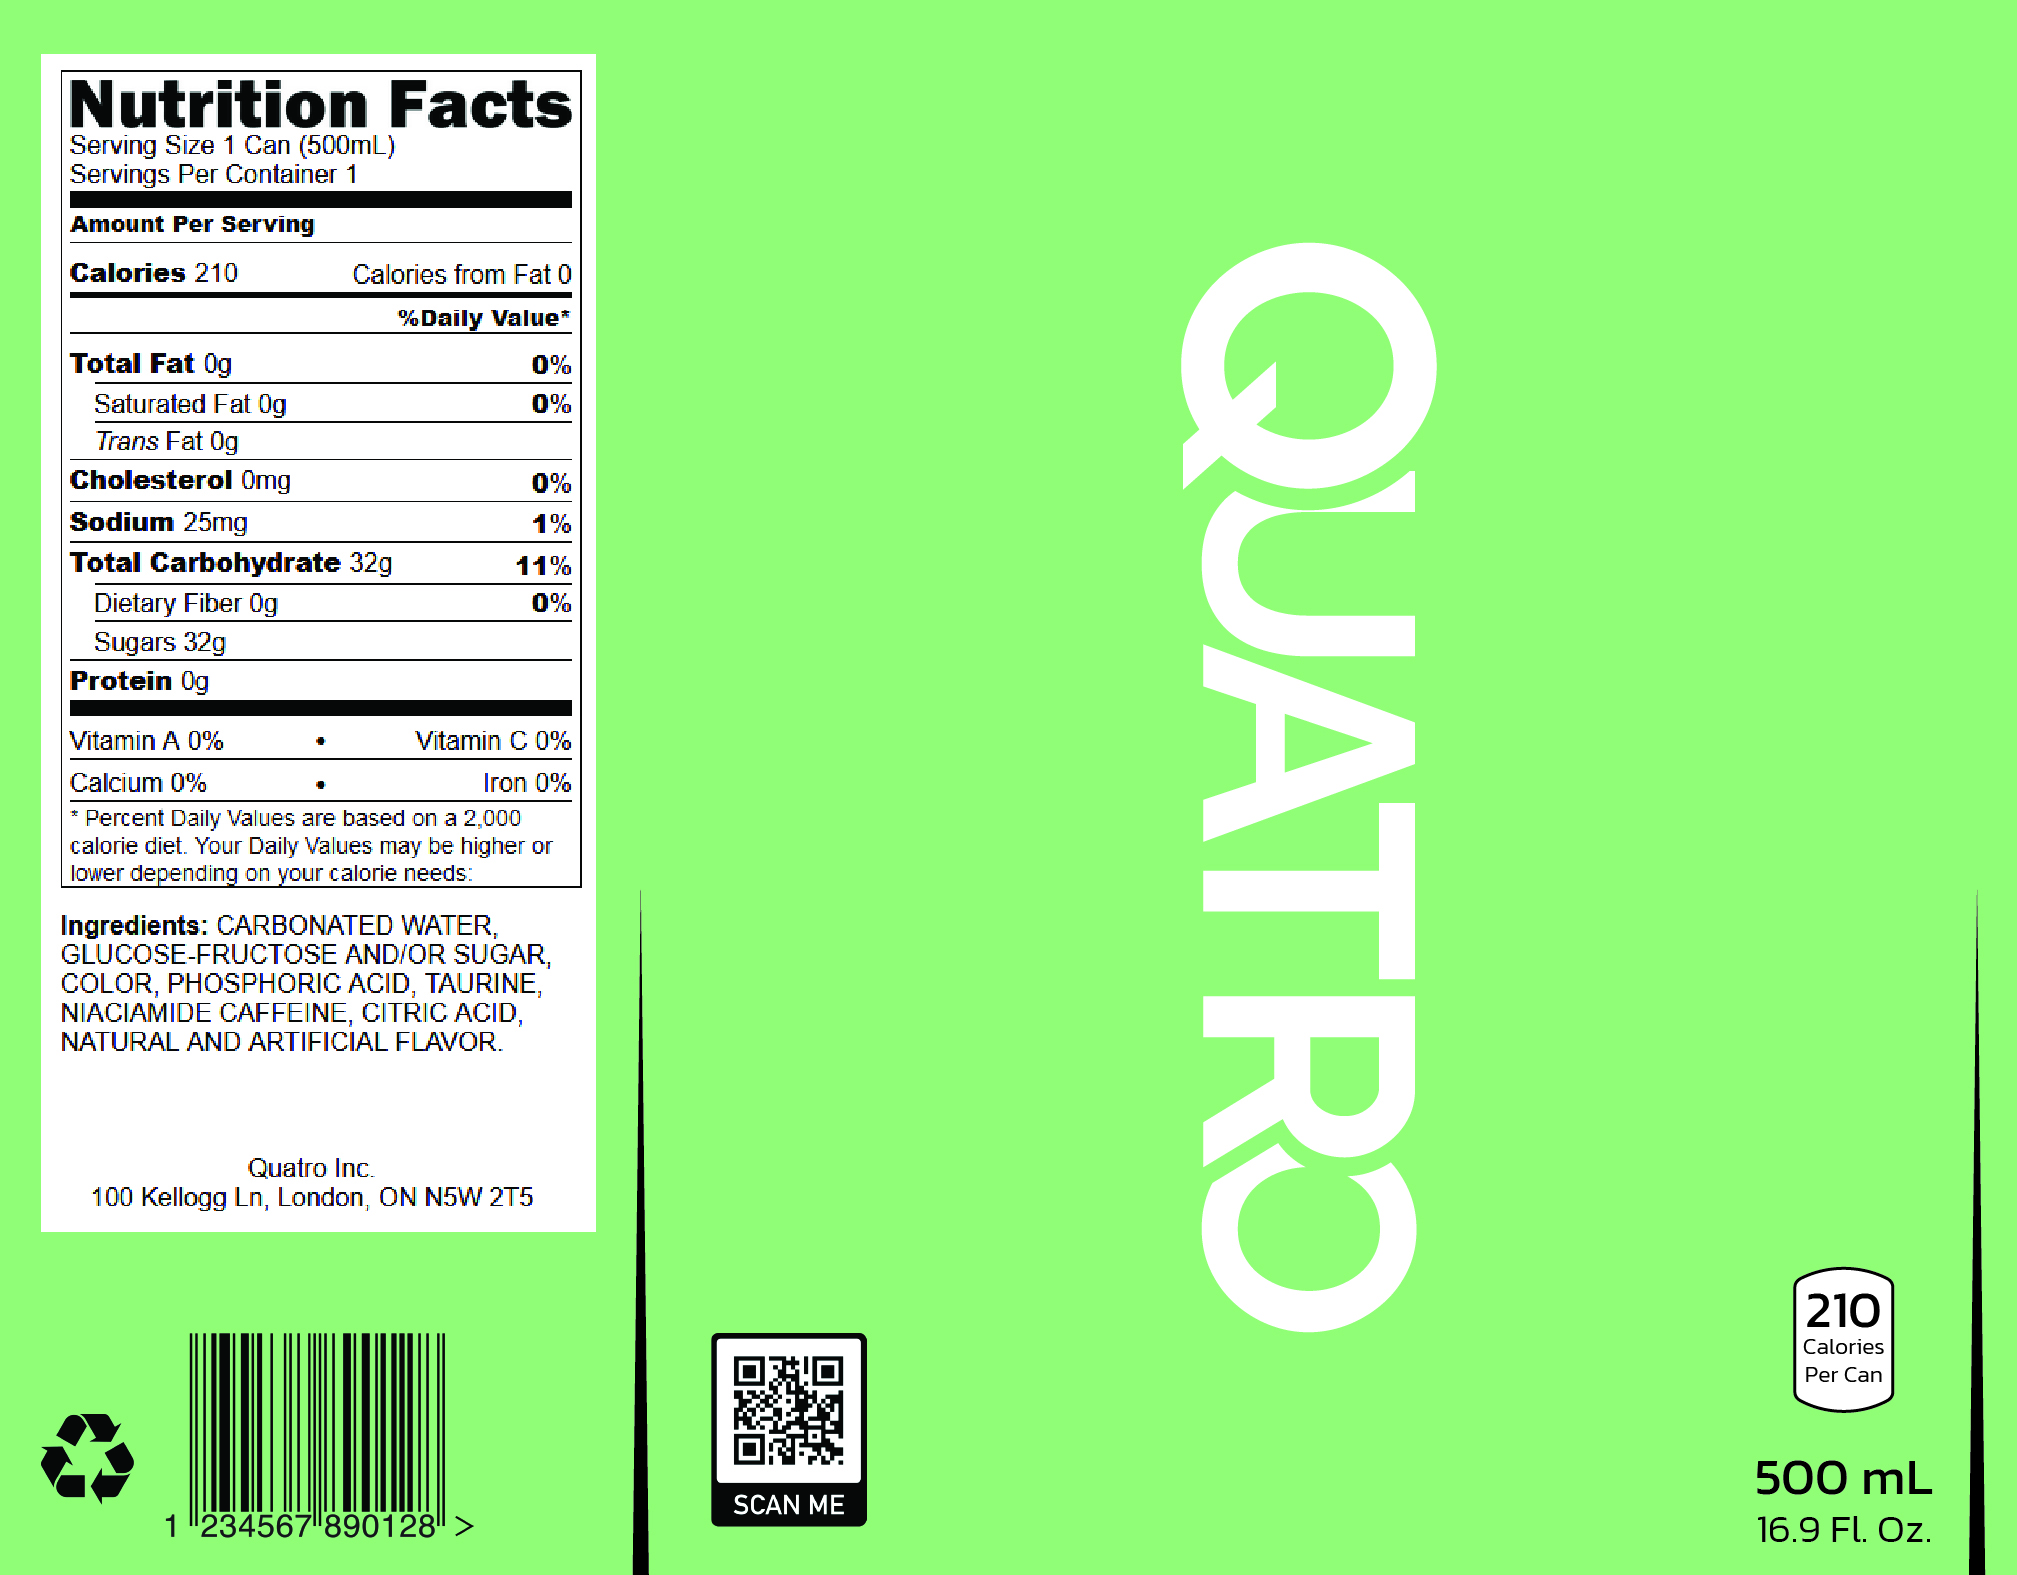 Nutrition Facts
Serving Size 1 Can (500mL)
Servings Per Container 1
Amount Per Serving
Calories 210 Calories from Fat 0
%Daily Value*
Total Fat 0g 0%
Saturated Fat 0g 0%
Trans Fat 0g
Cholesterol 0mg 0%
Sodium 25mg 1%
Total Carbohydrate 32g 11%
Dietary Fiber 0g 0%
Sugars 32g
Protein 0g
Vitamin A 0% • Vitamin C 0%
Calcium 0% • Iron 0%
* Percent Daily Values are based on a 2,000
calorie diet. Your Daily Values may be higher or
lower depending on your calorie needs:
Ingredients: CARBONATED WATER,
GLUCOSE-FRUCTOSE AND/OR SUGAR,
COLOR, PHOSPHORIC ACID, TAURINE,
NIACIAMIDE CAFFEINE, CITRIC ACID,
NATURAL AND ARTIFICIAL FLAVOR.
Quatro Inc.
100 Kellogg Ln, London, ON N5W 2T5
1 234567 890128 >
SCAN ME
QUATRO
210
Calories
Per Can
500 mL
16.9 Fl. Oz.